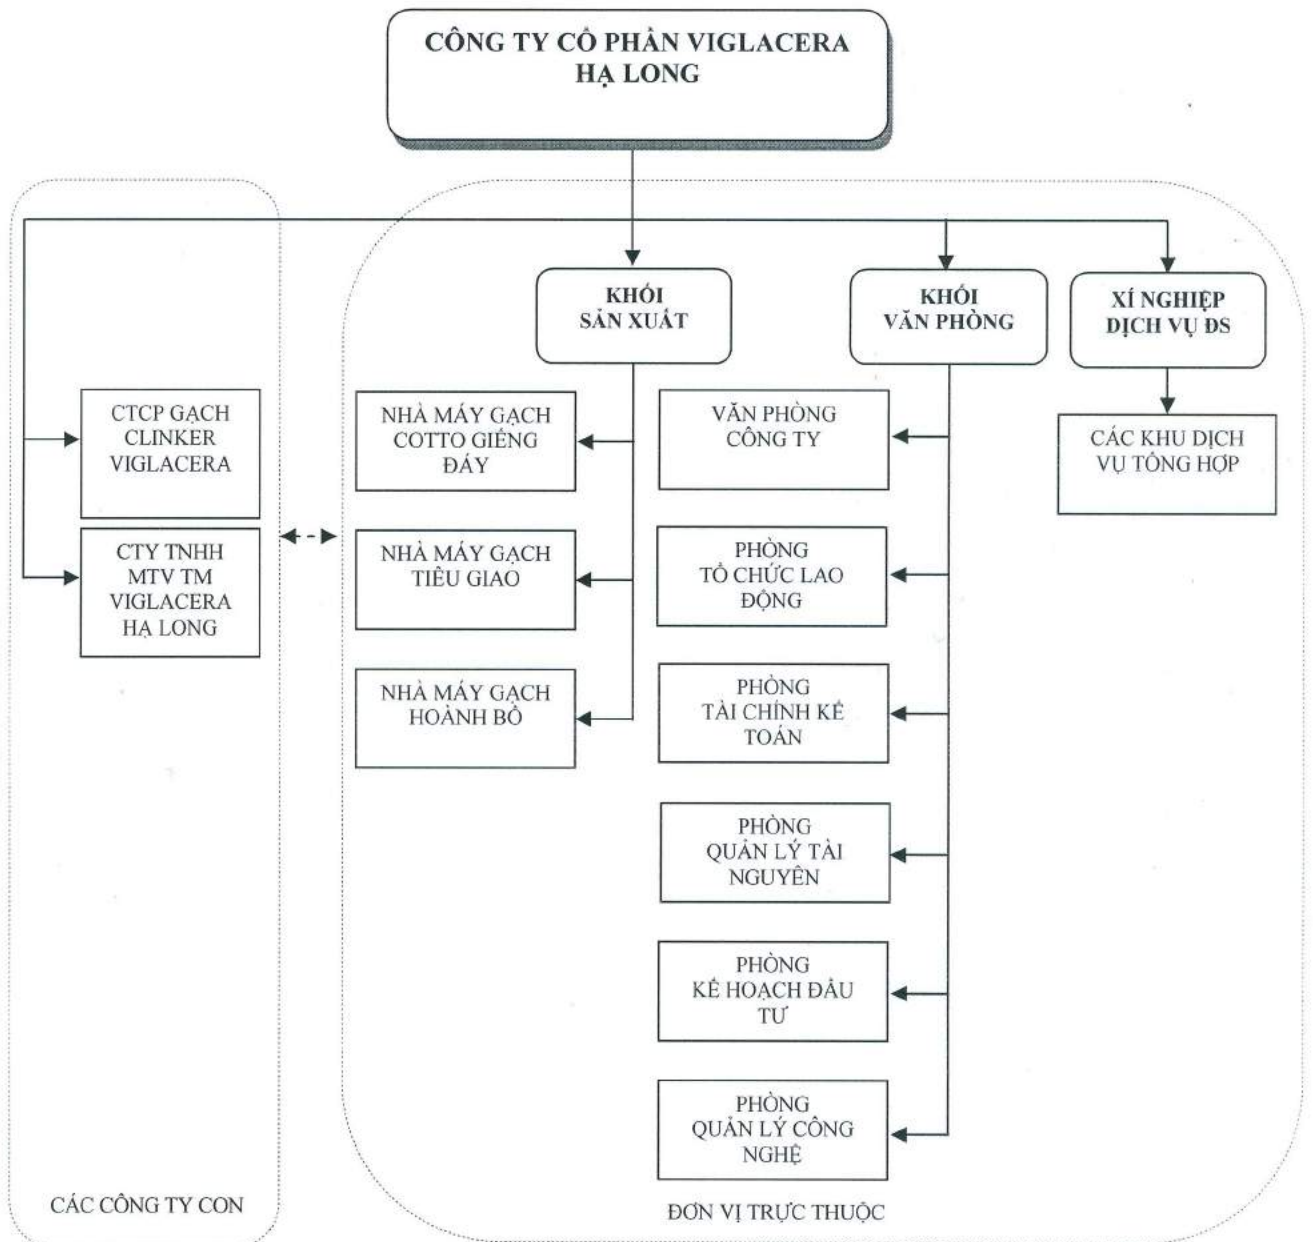 CÔNG TY CỔ PHẦN VIGLACERA
HẠ LONG
KHỐI
SẢN XUẤT
KHỐI
VĂN PHÒNG
XÍ NGHIỆP
DỊCH VỤ ĐS
CTCP GẠCH
CLINKER
VIGLACERA
CTY TNHH
MTV TM
VIGLACERA
HẠ LONG
NHÀ MÁY GẠCH
COTTO GIẾNG
ĐÁY
NHÀ MÁY GẠCH
TIÊU GIAO
NHÀ MÁY GẠCH
HOÀNH BỒ
VĂN PHÒNG
CÔNG TY
PHÒNG
TỔ CHỨC LAO
ĐỘNG
PHÒNG
TÀI CHÍNH KẾ
TOÁN
PHÒNG
QUẢN LÝ TÀI
NGUYÊN
PHÒNG
KẾ HOẠCH ĐẦU
TƯ
PHÒNG
QUẢN LÝ CÔNG
NGHỆ
CÁC KHU DỊCH
VỤ TỔNG HỢP
CÁC CÔNG TY CON
ĐƠN VỊ TRỰC THUỘC